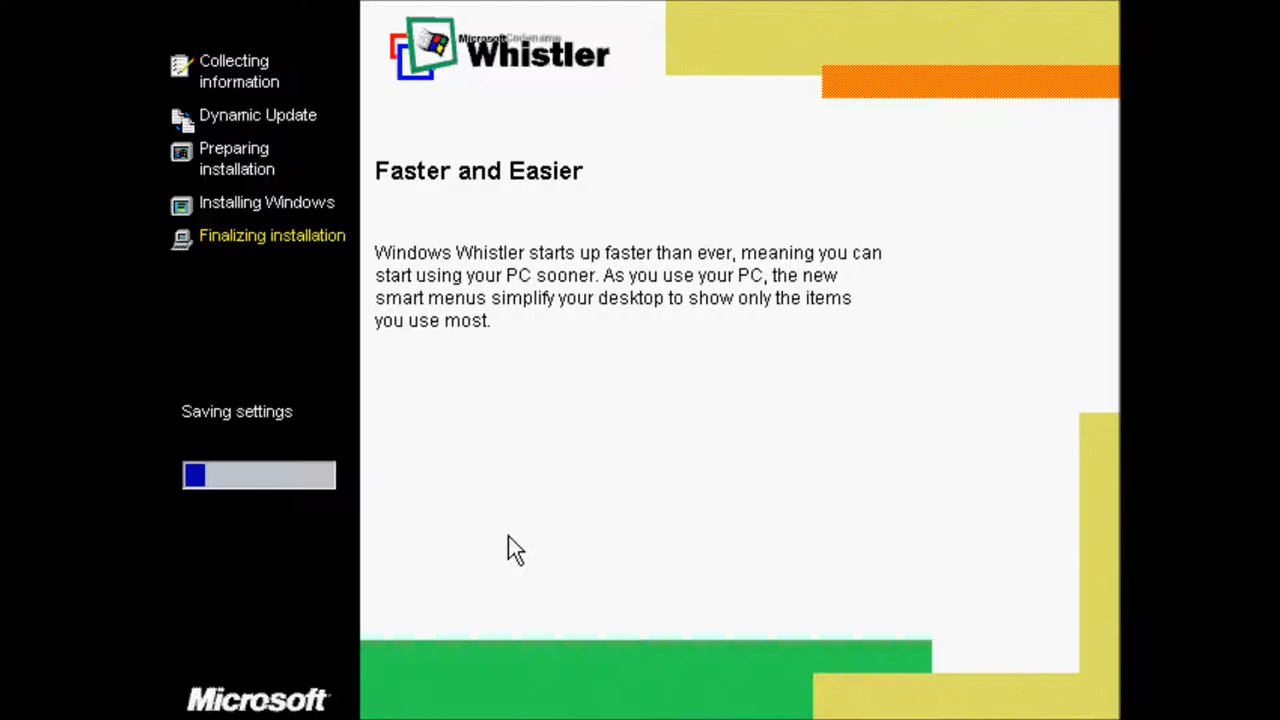 Collecting
information
Dynamic Update
Preparing
installation
Installing Windows
Finalizing installation
Saving settings
Microsoft
Microsoft Codename
Whistler
Faster and Easier
Windows Whistler starts up faster than ever, meaning you can
start using your PC sooner. As you use your PC, the new
smart menus simplify your desktop to show only the items
you use most.